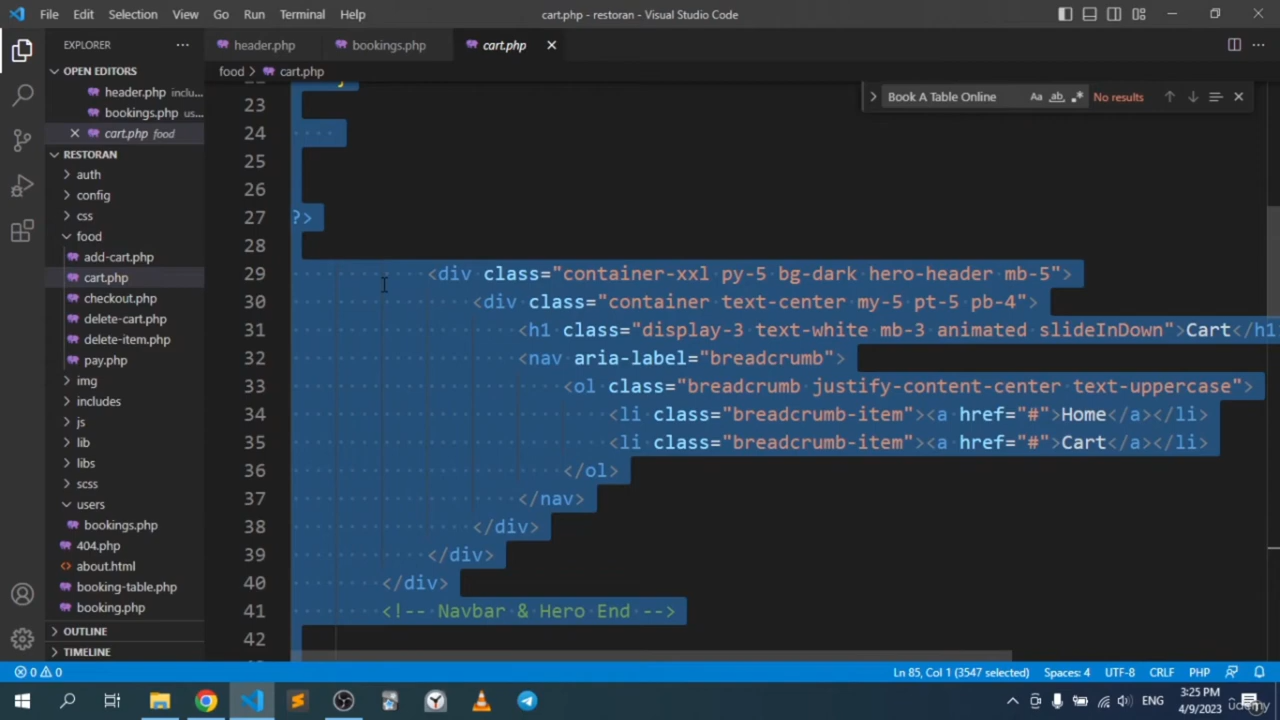 File Edit Selection View Go Run Terminal Help cart.php - restoran - Visual Studio Code
EXPLORER header.php bookings.php cart.php
OPEN EDITORS
header.php inclu...
bookings.php us...
cart.php food
RESTORAN
auth
config
css
food
add-cart.php
cart.php
checkout.php
delete-cart.php
delete-item.php
pay.php
img
includes
js
lib
libs
scss
users
bookings.php
404.php
about.html
booking-table.php
booking.php
OUTLINE
TIMELINE
food > cart.php
Book A Table Online Aa ab No results
23
24
25
26
27 ?>
28
29 <div class="container-xxl py-5 bg-dark hero-header mb-5">
30 <div class="container text-center my-5 pt-5 pb-4">
31 <h1 class="display-3 text-white mb-3 animated slideInDown">Cart</h1
32 <nav aria-label="breadcrumb">
33 <ol class="breadcrumb justify-content-center text-uppercase">
34 <li class="breadcrumb-item"><a href="#">Home</a></li>
35 <li class="breadcrumb-item"><a href="#">Cart</a></li>
36 </ol>
37 </nav>
38 </div>
39 </div>
40 </div>
41 <!-- Navbar & Hero End -->
42
0 0 Ln 85, Col 1 (3547 selected) Spaces: 4 UTF-8 CRLF PHP
ENG 3:25 PM
4/9/2023
udemy